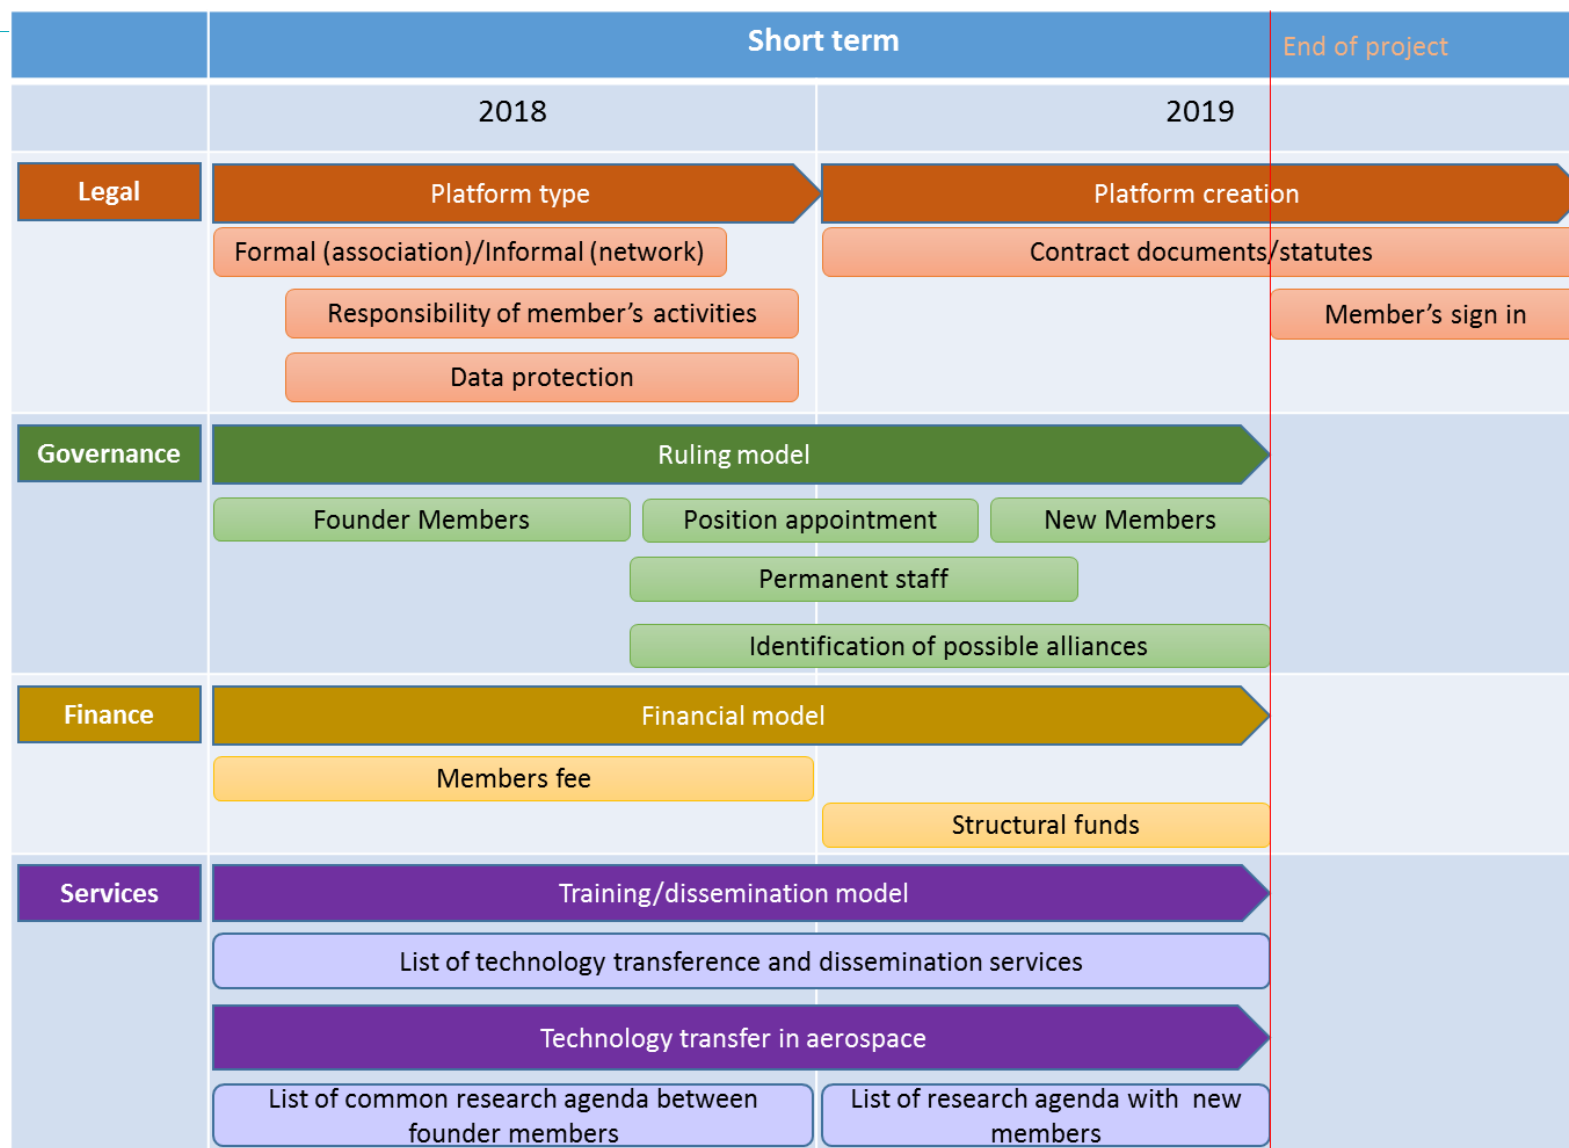 Short term
End of project
2018
2019
Legal
Platform type
Platform creation
Formal (association)/Informal (network)
Contract documents/statutes
Responsibility of member’s activities
Member’s sign in
Data protection
Governance
Ruling model
Founder Members
Position appointment
New Members
Permanent staff
Identification of possible alliances
Finance
Financial model
Members fee
Structural funds
Services
Training/dissemination model
List of technology transference and dissemination services
Technology transfer in aerospace
List of common research agenda between
founder members
List of research agenda with new
members